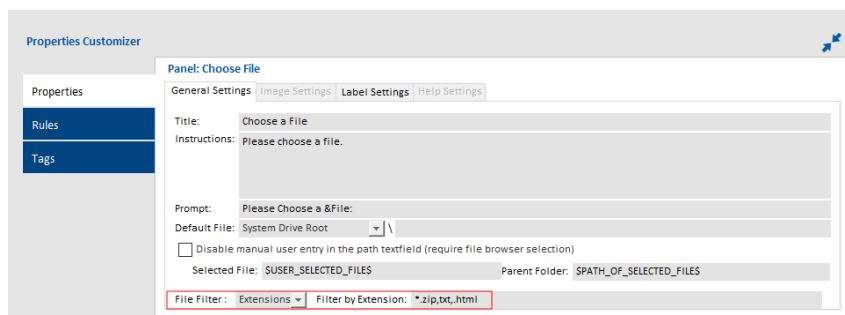 Properties Customizer
Panel: Choose File
Properties
Rules
Tags
General Settings Image Settings Label Settings Help Settings
Title: Choose a File
Instructions: Please choose a file.
Prompt: Please Choose a &File:
Default File: System Drive Root \
Disable manual user entry in the path textfield (require file browser selection)
Selected File: $USER_SELECTED_FILE$ Parent Folder: $PATH_OF_SELECTED_FILE$
File Filter : Extensions Filter by Extension: *.zip,txt,.html